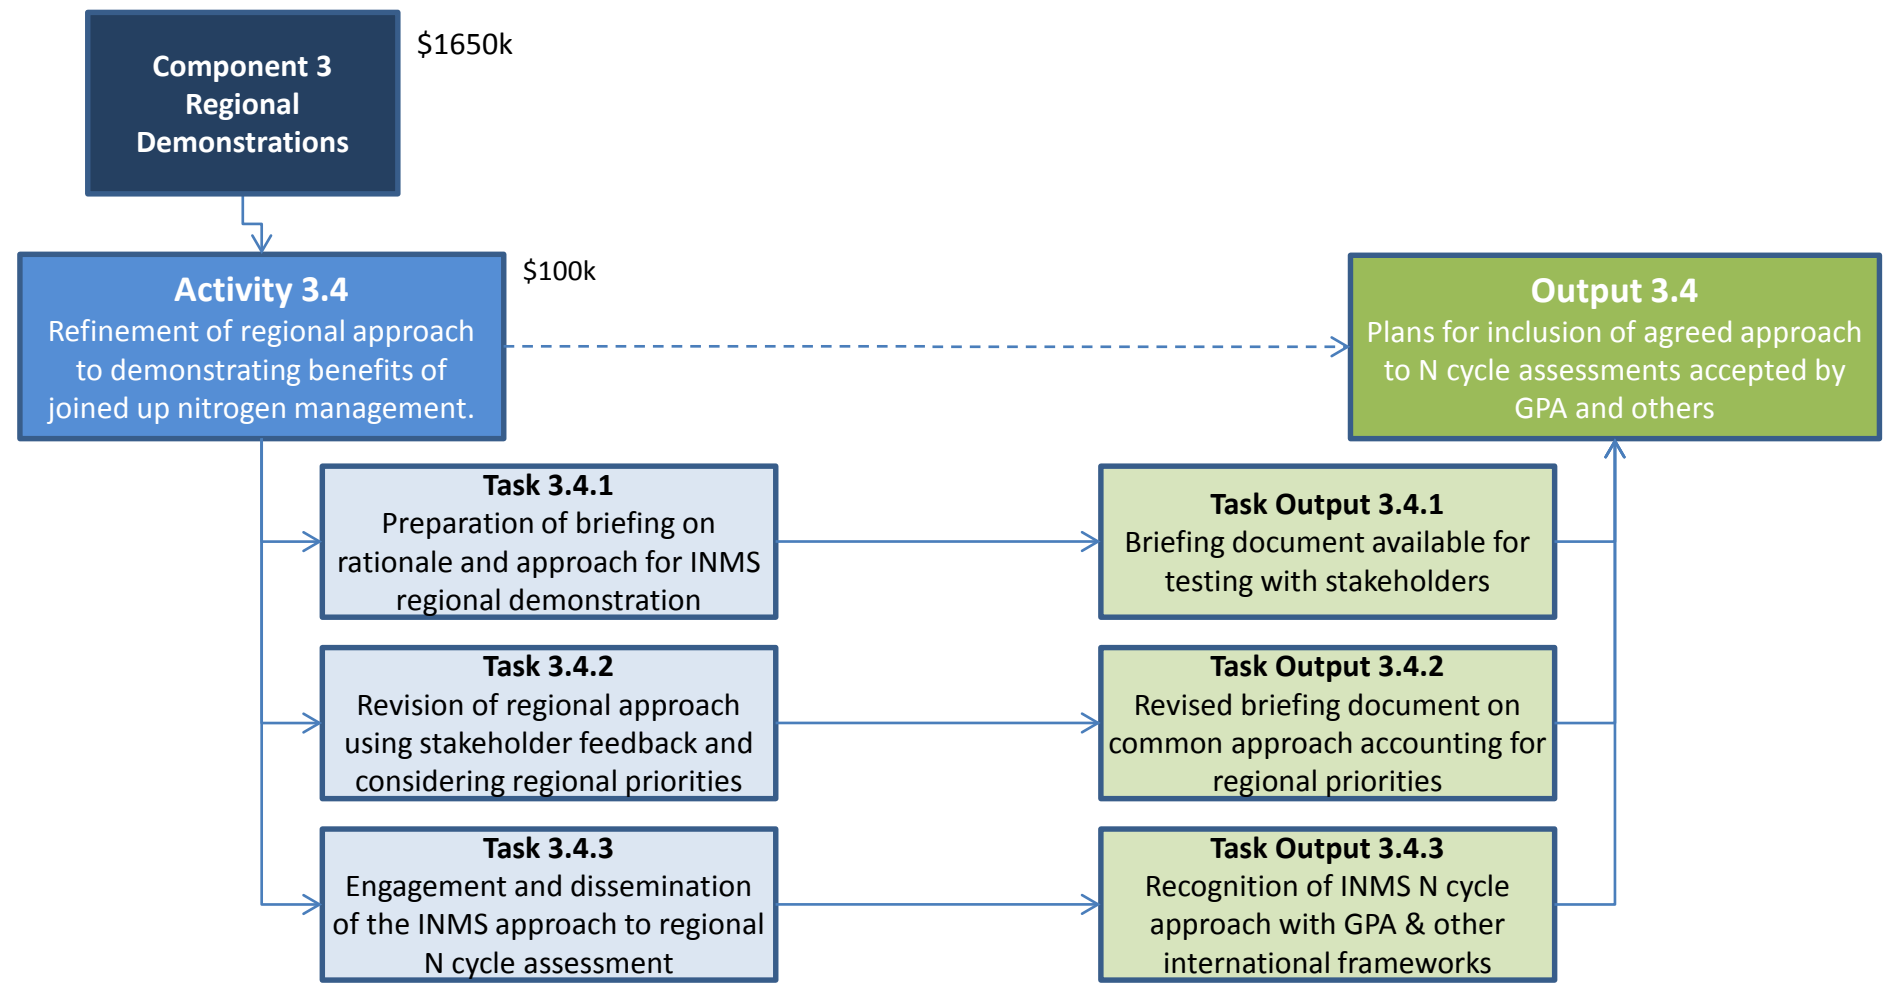 Component 3
Regional
Demonstrations
$1650k
Activity 3.4
Refinement of regional approach
to demonstrating benefits of
joined up nitrogen management.
$100k
Output 3.4
Plans for inclusion of agreed approach
to N cycle assessments accepted by
GPA and others
Task 3.4.1
Preparation of briefing on
rationale and approach for INMS
regional demonstration
Task Output 3.4.1
Briefing document available for
testing with stakeholders
Task 3.4.2
Revision of regional approach
using stakeholder feedback and
considering regional priorities
Task Output 3.4.2
Revised briefing document on
common approach accounting for
regional priorities
Task 3.4.3
Engagement and dissemination
of the INMS approach to regional
N cycle assessment
Task Output 3.4.3
Recognition of INMS N cycle
approach with GPA & other
international frameworks